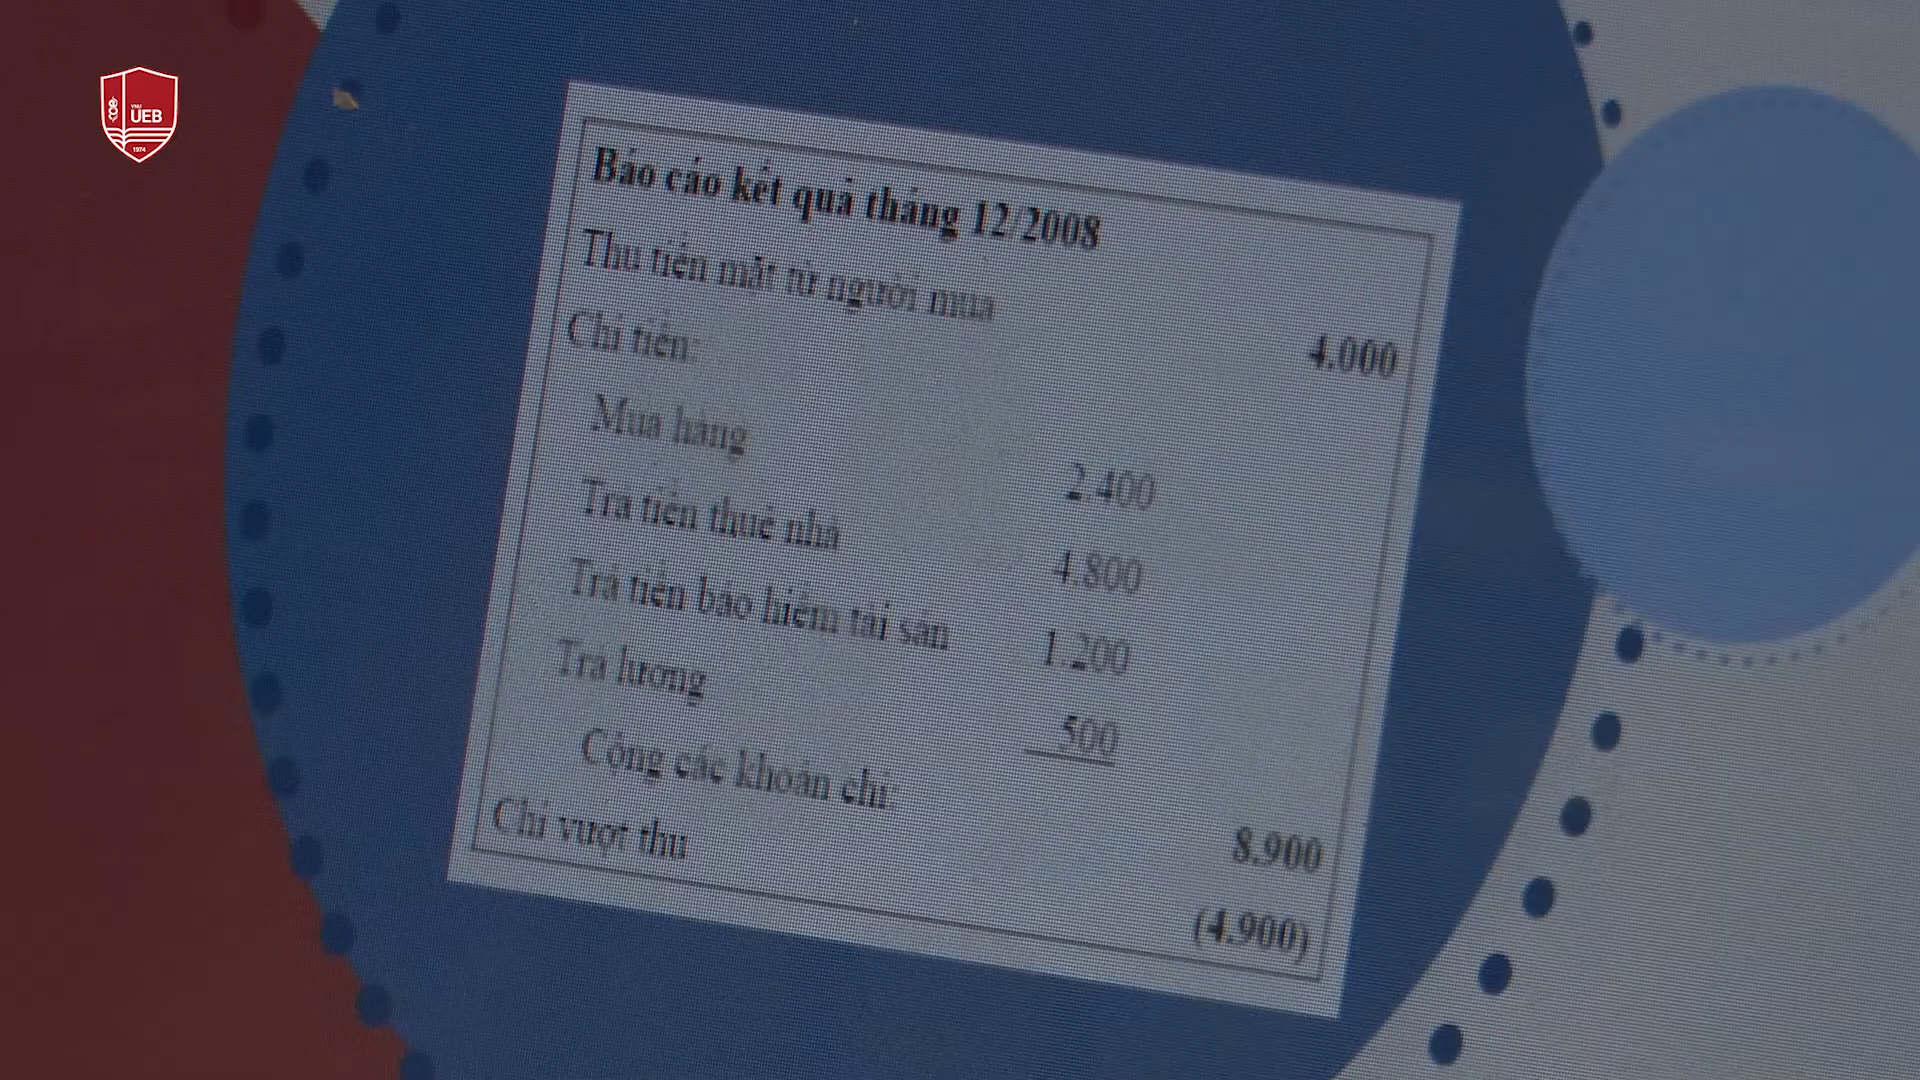 VNU
UEB
1974
Báo cáo kết quả tháng 12/2008
Thu tiền mặt từ người mua 4.000
Chi tiền:
Mua hàng 2.400
Trả tiền thuê nhà 4.800
Trả tiền bảo hiểm tài sản 1.200
Trả lương 500
Cộng các khoản chi: 8.900
Chi vượt thu (4.900)